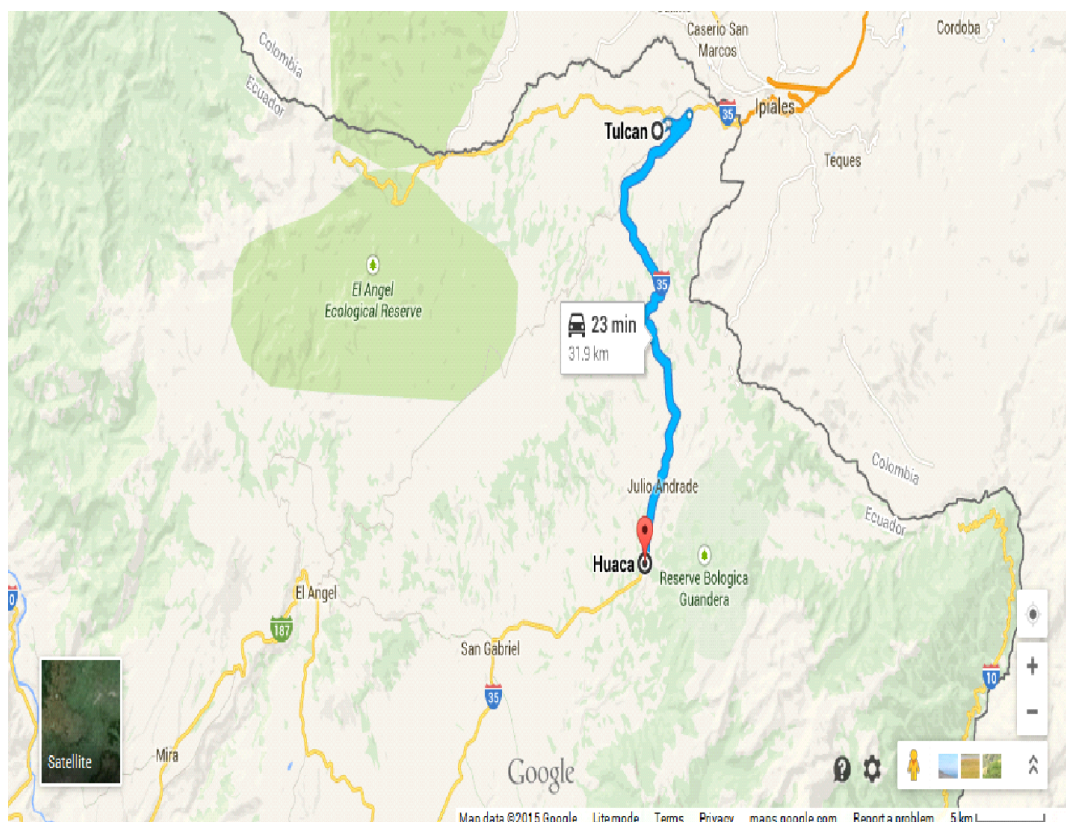 Colombia
Ecuador
Caserio San
Marcos
Cordoba
35
Ipiales
Tulcan
Teques
El Angel
Ecological Reserve
35
23 min
31.9 km
Julio Andrade
Colombia
Ecuador
Huaca
Reserve Bologica
Guandera
El Angel
187
San Gabriel
35
10
Mira
Satellite
Google
Map data ©2015 Google Lite mode Terms Privacy maps.google.com Report a problem 5 km